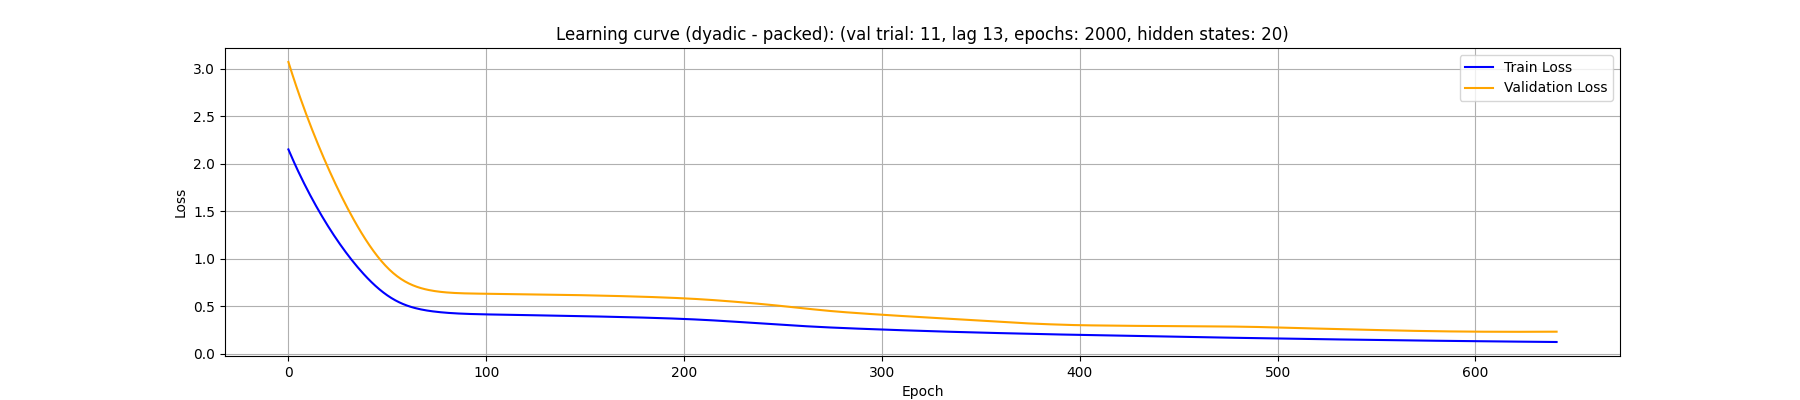 Learning curve (dyadic - packed): (val trial: 11, lag 13, epochs: 2000, hidden states: 20)
Train Loss
Validation Loss
3.0
2.5
2.0
1.5
1.0
0.5
0.0
Loss
0 100 200 300 400 500 600
Epoch